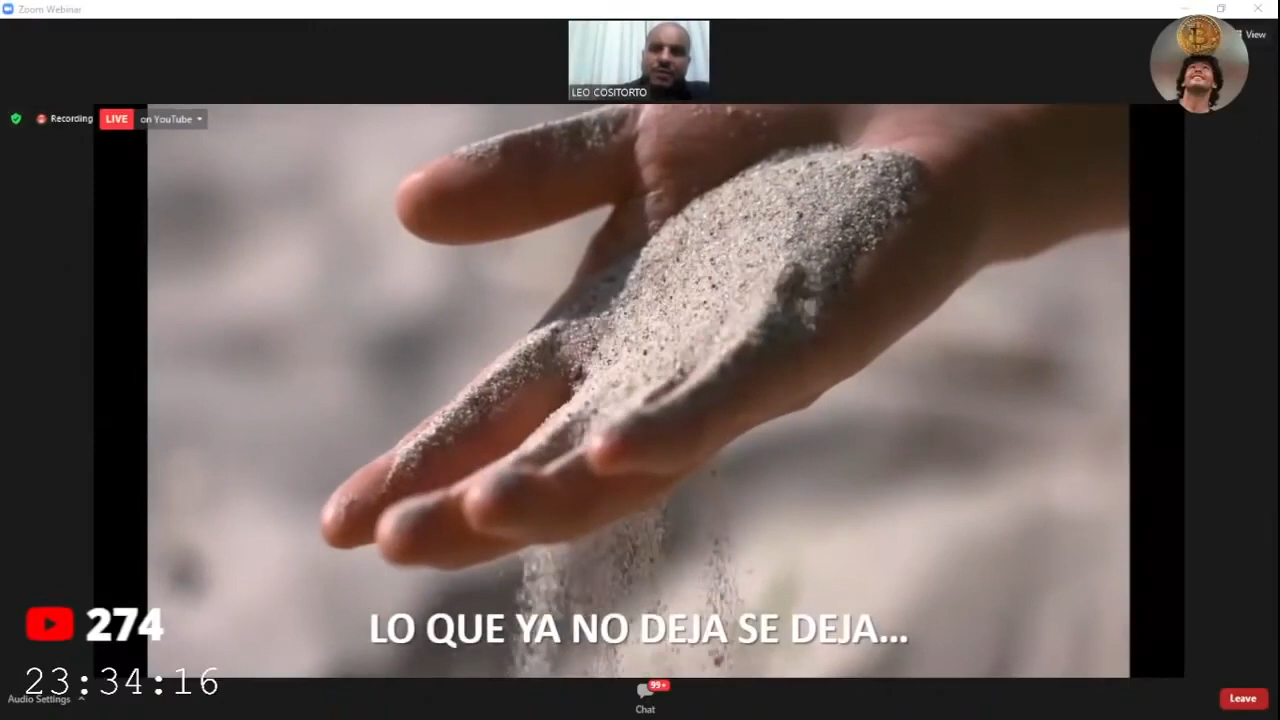 Zoom Webinar
View
LEO COSITORTO
Recording
LIVE on YouTube
LO QUE YA NO DEJA SE DEJA...
274
23:34:16
Audio Settings
99+
Chat
Leave